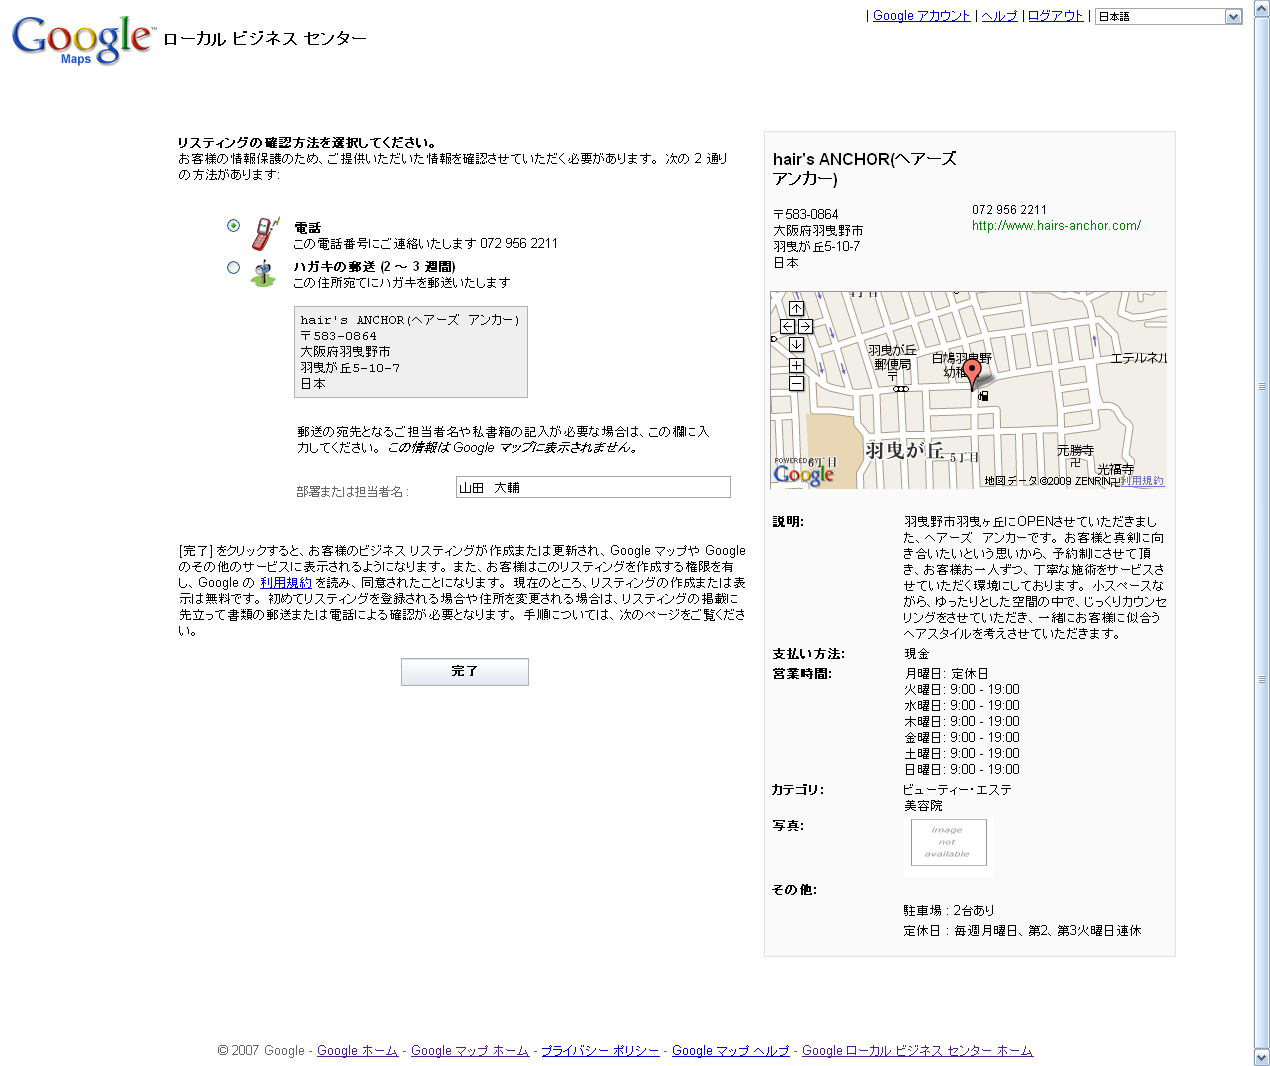 | Google アカウント | ヘルプ | ログアウト | 日本語
Google™ ローカル ビジネス センター
Maps
リスティングの確認方法を選択してください。
お客様の情報保護のため、ご提供いただいた情報を確認させていただく必要があります。 次の 2 通り
の方法があります:
電話
この電話番号にご連絡いたします 072 956 2211
ハガキの郵送 (2 ～ 3 週間)
この住所宛てにハガキを郵送いたします
hair's ANCHOR(ヘアーズ アンカー)
〒583-0864
大阪府羽曳野市
羽曳が丘5-10-7
日本
郵送の宛先となるご担当者名や私書箱の記入が必要な場合は、この欄に入
力してください。 この情報は Google マップに表示されません。
部署または担当者名 :
山田 大輔
[完了] をクリックすると、お客様のビジネス リスティングが作成または更新され、Google マップや Google
のその他のサービスに表示されるようになります。 また、お客様はこのリスティングを作成する権限を有
し、Google の 利用規約 を読み、同意されたことになります。 現在のところ、リスティングの作成または表
示は無料です。 初めてリスティングを登録される場合や住所を変更される場合は、リスティングの掲載に
先立って書類の郵送または電話による確認が必要となります。 手順については、次のページをご覧くださ
い。
完了
hair's ANCHOR(ヘアーズ
アンカー)
〒583-0864
大阪府羽曳野市
羽曳が丘5-10-7
日本
072 956 2211
http://www.hairs-anchor.com/
4丁目
羽曳が丘
郵便局
〒
白鳩羽曳野
幼稚
エテルネル
羽曳が丘
5丁目
6丁目
元勝寺
卍
光福寺
卍
POWERED BY
Google
地図データ ©2009 ZENRIN - 利用規約
説明:
羽曳野市羽曳ヶ丘にOPENさせていただきまし
た、ヘアーズ アンカーです。 お客様と真剣に向
き合いたいという思いから、予約制にさせて頂
き、お客様お一人ずつ、丁寧な施術をサービスさ
せていただく環境にしております。 小スペースな
がら、ゆったりとした空間の中で、じっくりカウンセ
リングをさせていただき、一緒にお客様に似合う
ヘアスタイルを考えさせていただきます。
支払い方法: 現金
営業時間: 月曜日: 定休日
火曜日: 9:00 - 19:00
水曜日: 9:00 - 19:00
木曜日: 9:00 - 19:00
金曜日: 9:00 - 19:00
土曜日: 9:00 - 19:00
日曜日: 9:00 - 19:00
カテゴリ: ビューティー・エステ
美容院
写真:
image
not
available
その他:
駐車場 : 2台あり
定休日 : 毎週月曜日、第2、第3火曜日連休
© 2007 Google - Google ホーム - Google マップ ホーム - プライバシー ポリシー - Google マップ ヘルプ - Google ローカル ビジネス センター ホーム